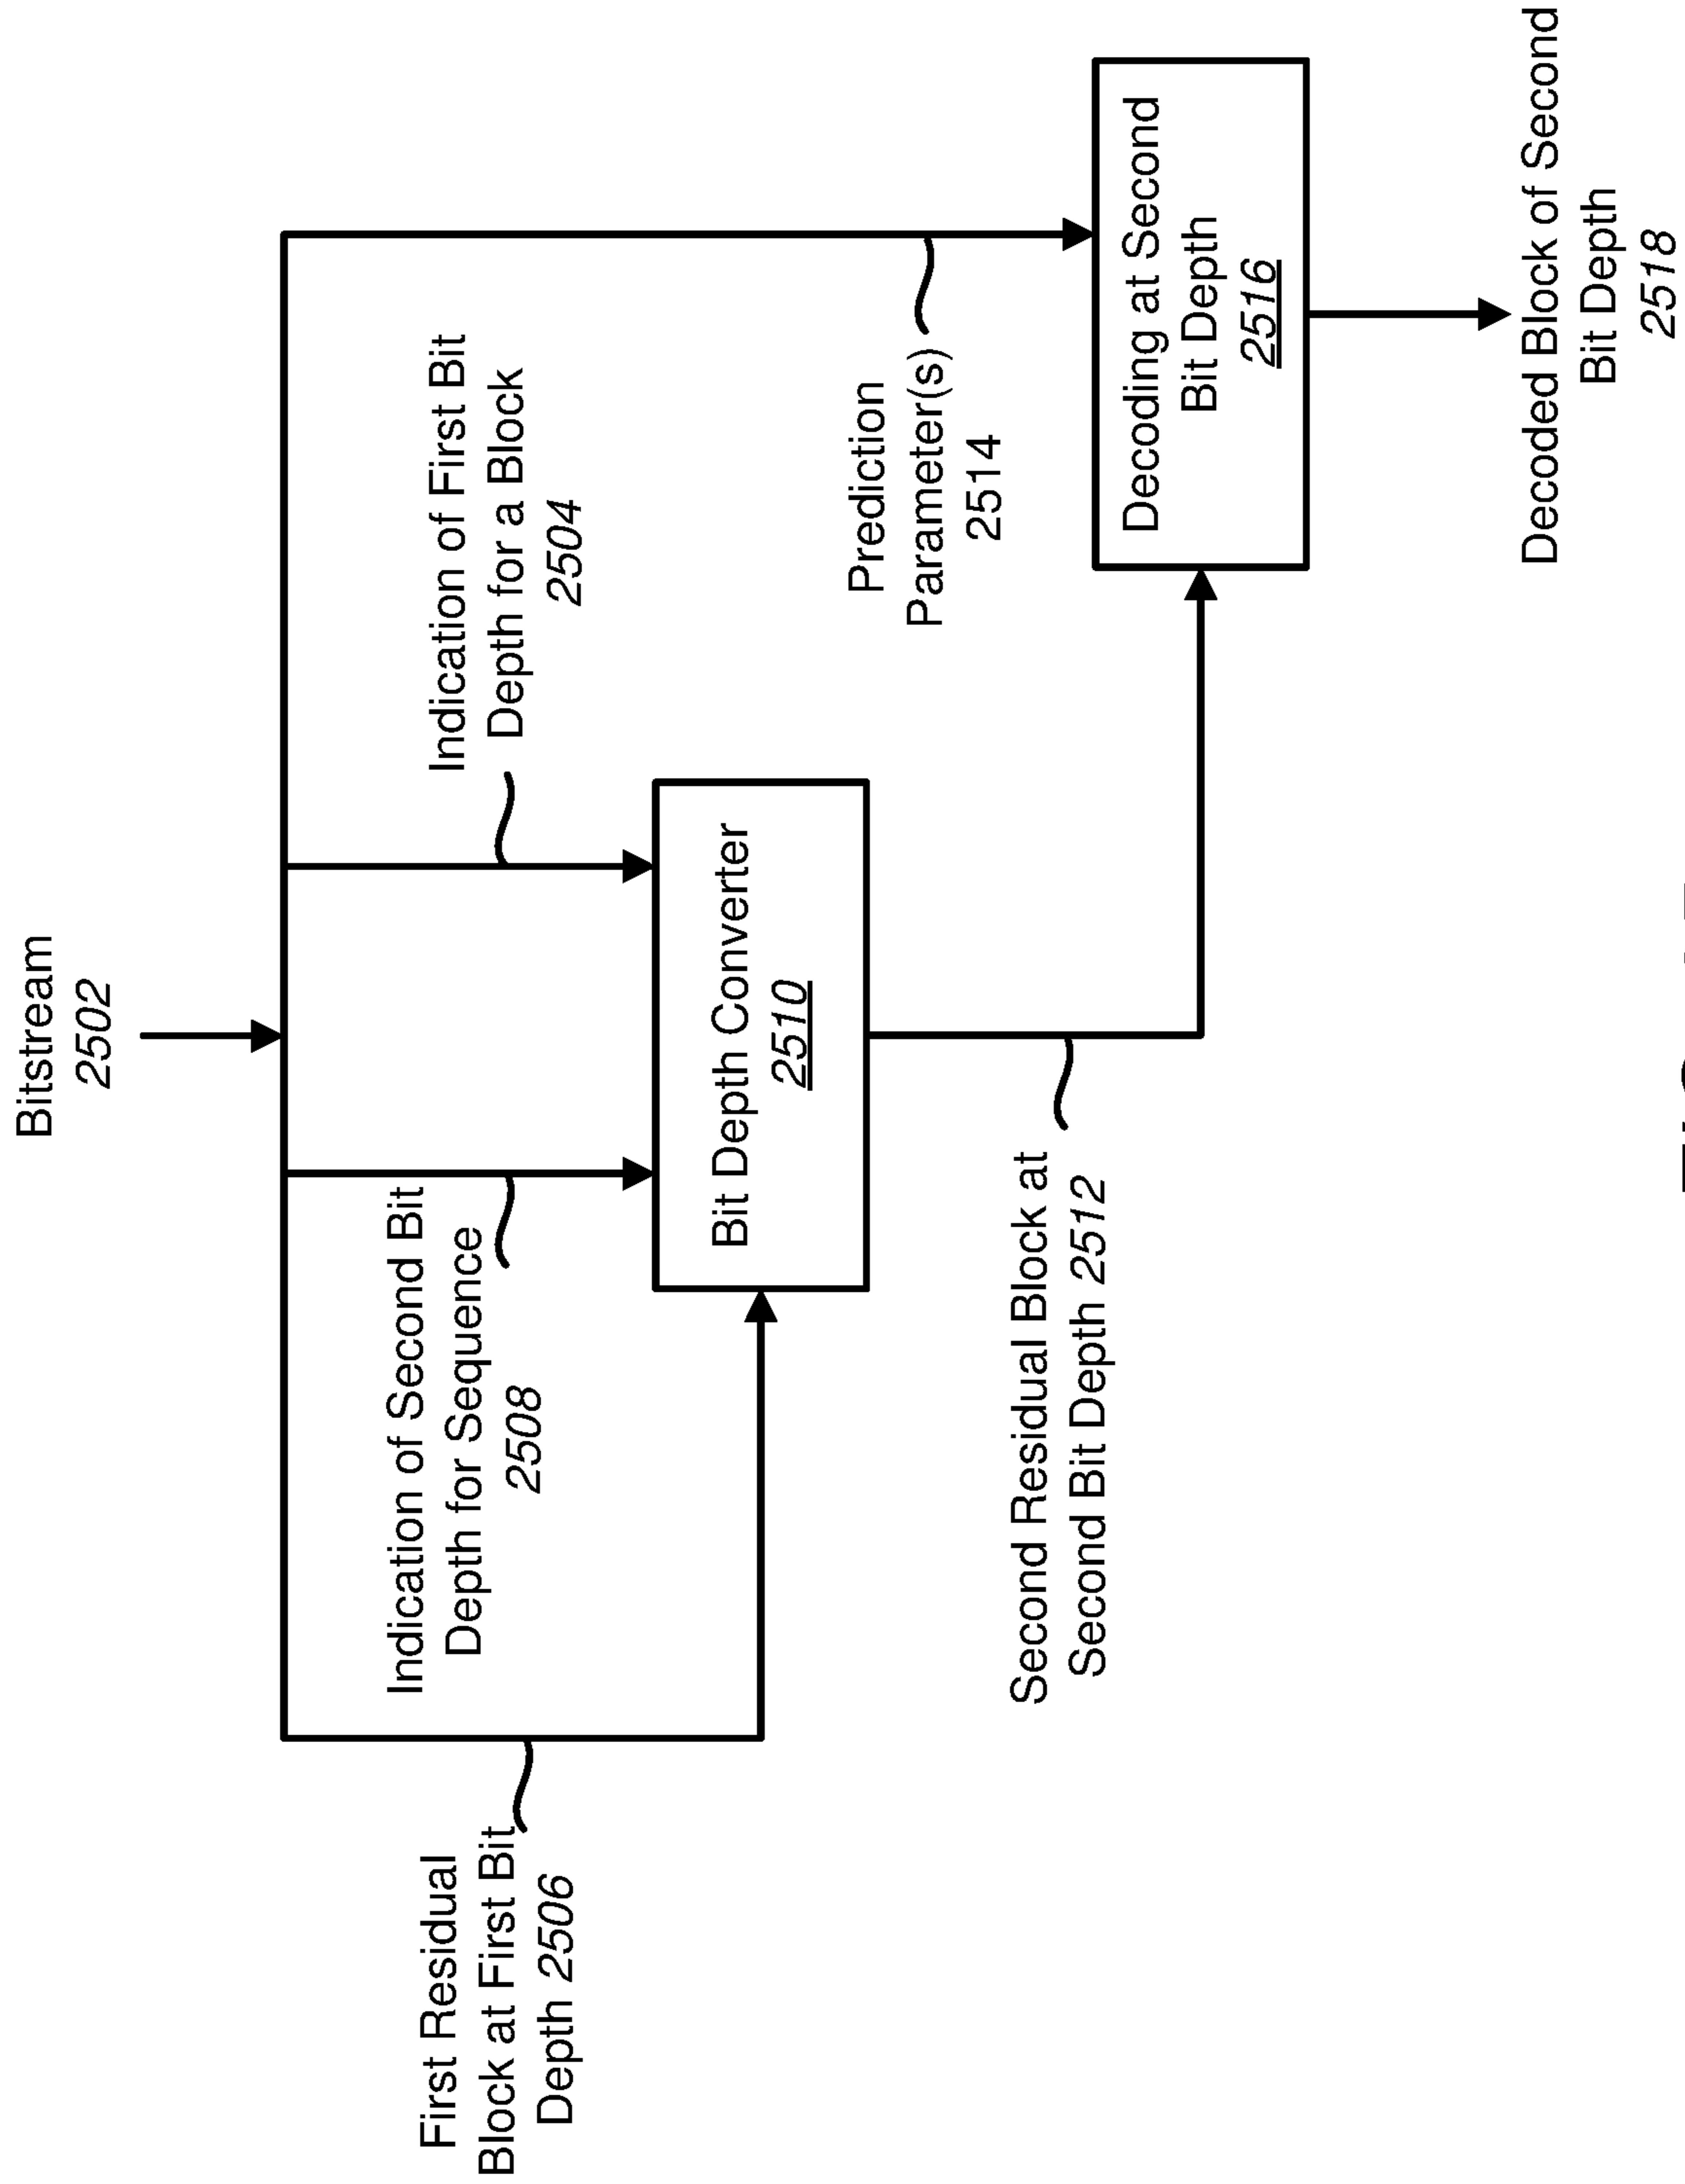 Bitstream
2502
Indication of Second Bit
Depth for Sequence
2508
Indication of First Bit
Depth for a Block
2504
First Residual
Block at First Bit
Depth 2506
Bit Depth Converter
2510
Prediction
Parameter(s)
2514
Second Residual Block at
Second Bit Depth 2512
Decoding at Second
Bit Depth
2516
Decoded Block of Second
Bit Depth
2518